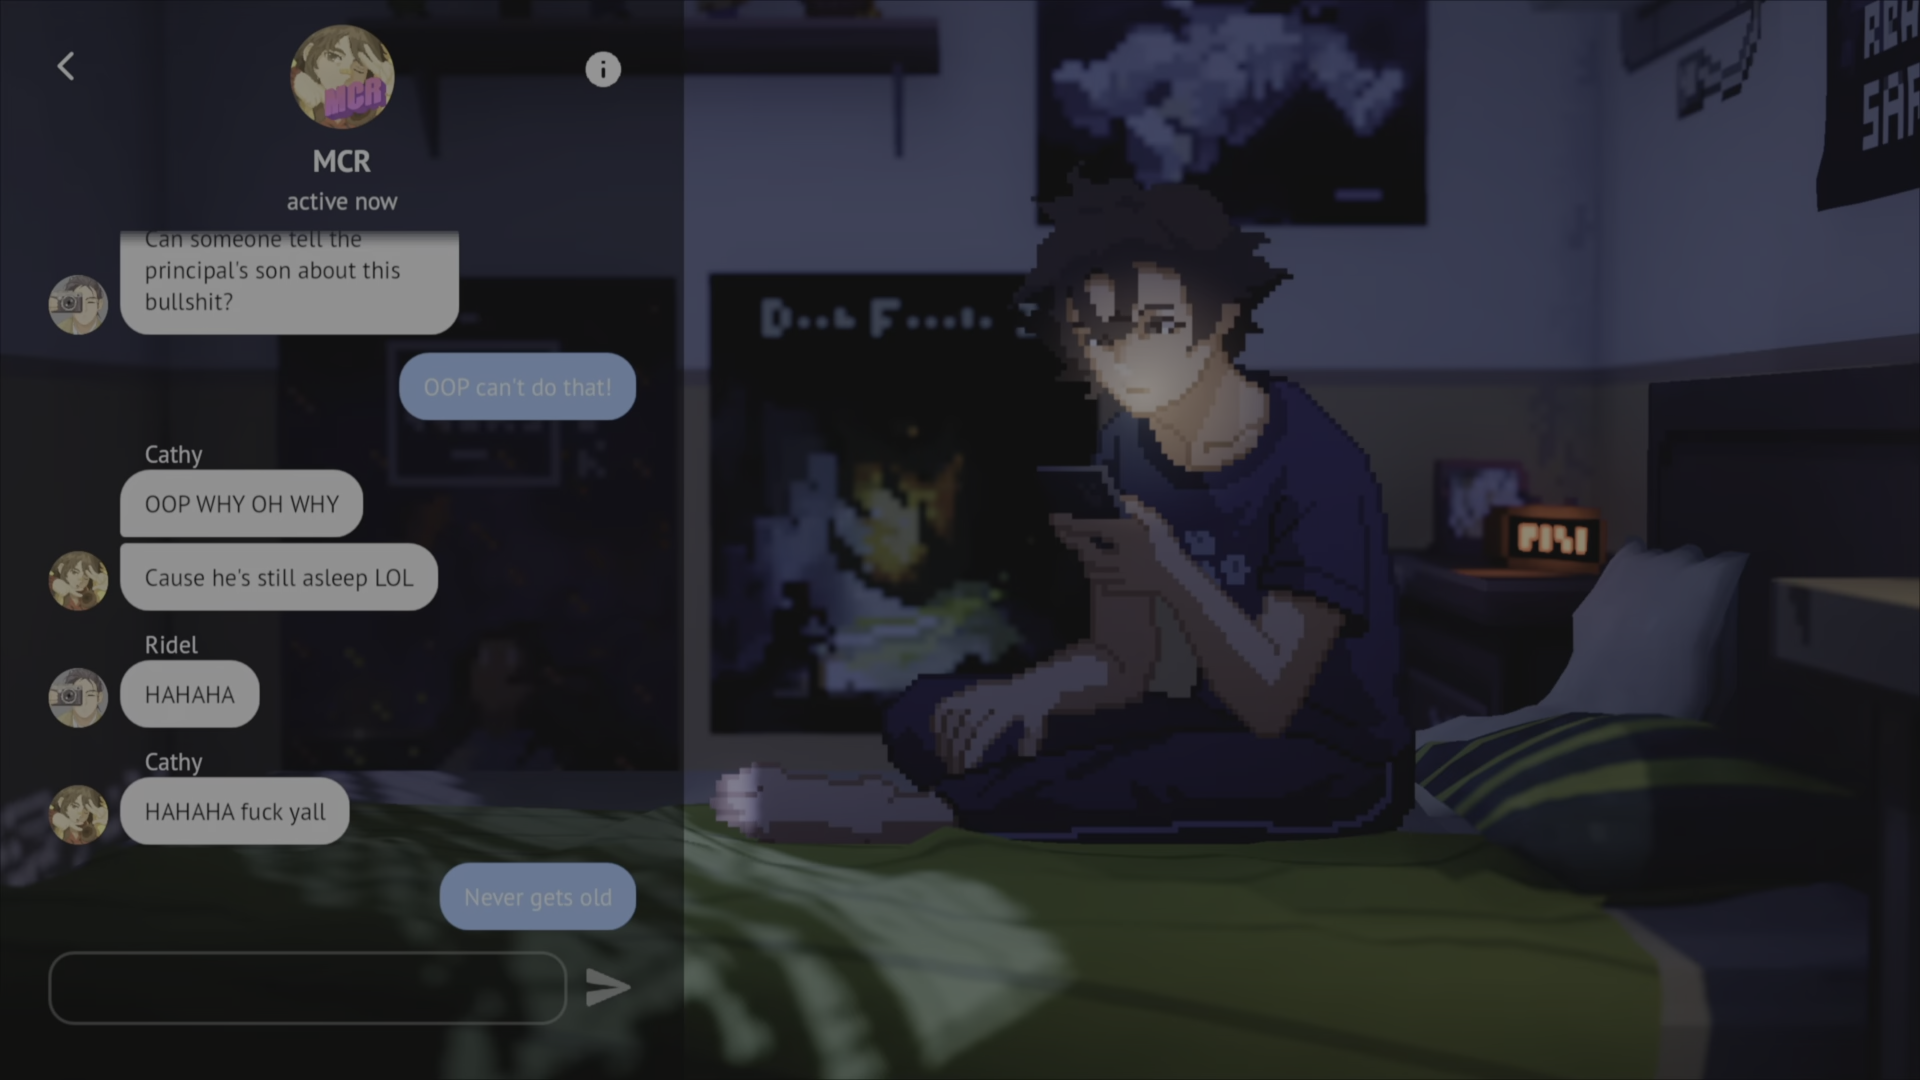 MCR
MCR
active now
Can someone tell the
principal's son about this
bullshit?
OOP can't do that!
Cathy
OOP WHY OH WHY
Cause he's still asleep LOL
Ridel
HAHAHA
Cathy
HAHAHA fuck yall
Never gets old